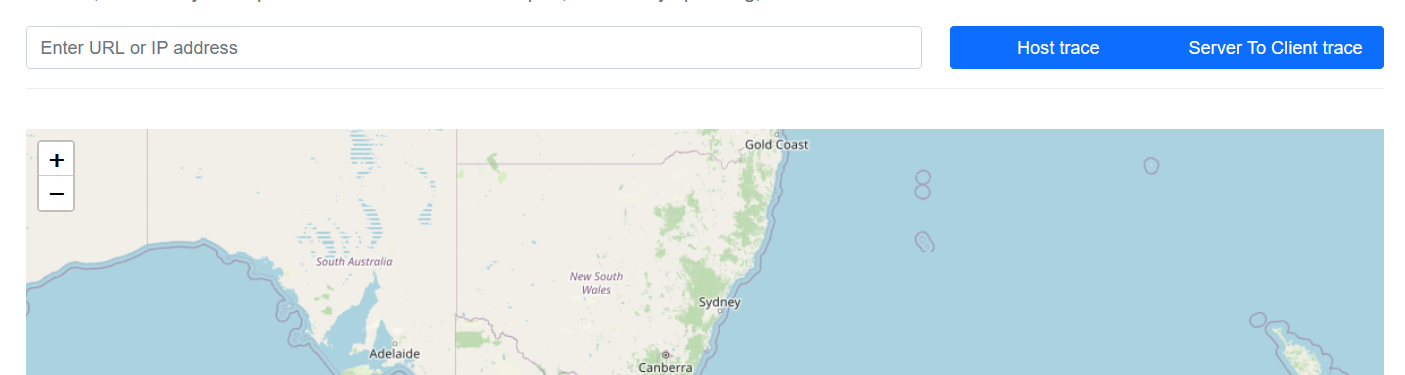 Enter URL or IP address
Host trace
Server To Client trace
+
−
Gold Coast
South Australia
New South
Wales
Sydney
Adelaide
Canberra